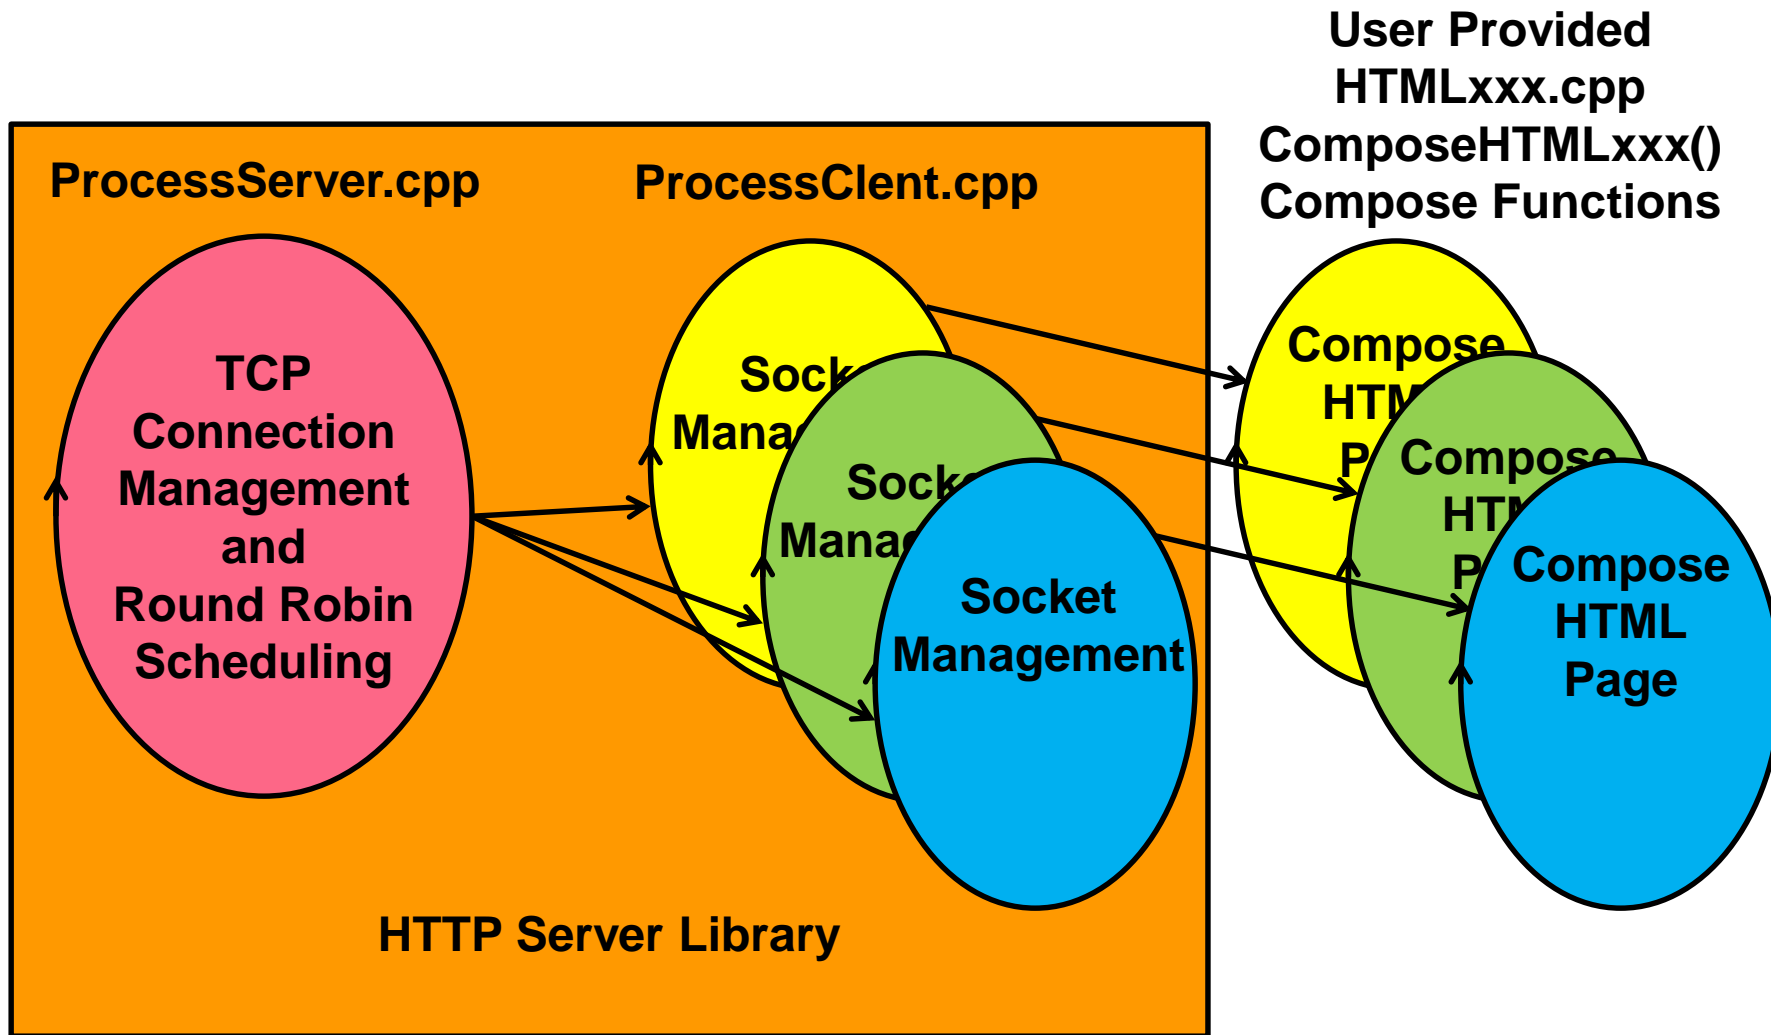 User Provided
HTMLxxx.cpp
ComposeHTMLxxx()
Compose Functions
ProcessServer.cpp
ProcessClent.cpp
TCP
Connection
Management
and
Round Robin
Scheduling
Socket
Management
Compose
Compose
Compose
HTML
Page
HTTP Server Library